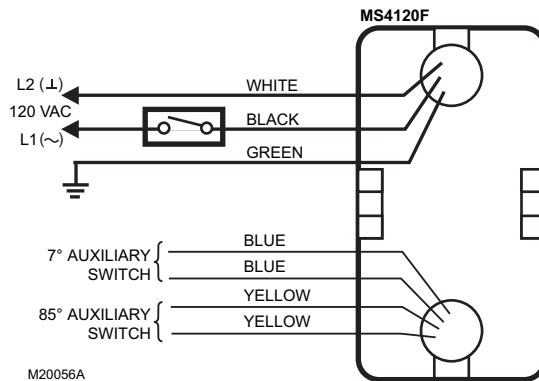 MS4120F
L2 (⊥)
WHITE
120 VAC
BLACK
L1 (~)
GREEN
BLUE
7° AUXILIARY
SWITCH
BLUE
YELLOW
85° AUXILIARY
SWITCH
YELLOW
M20056A